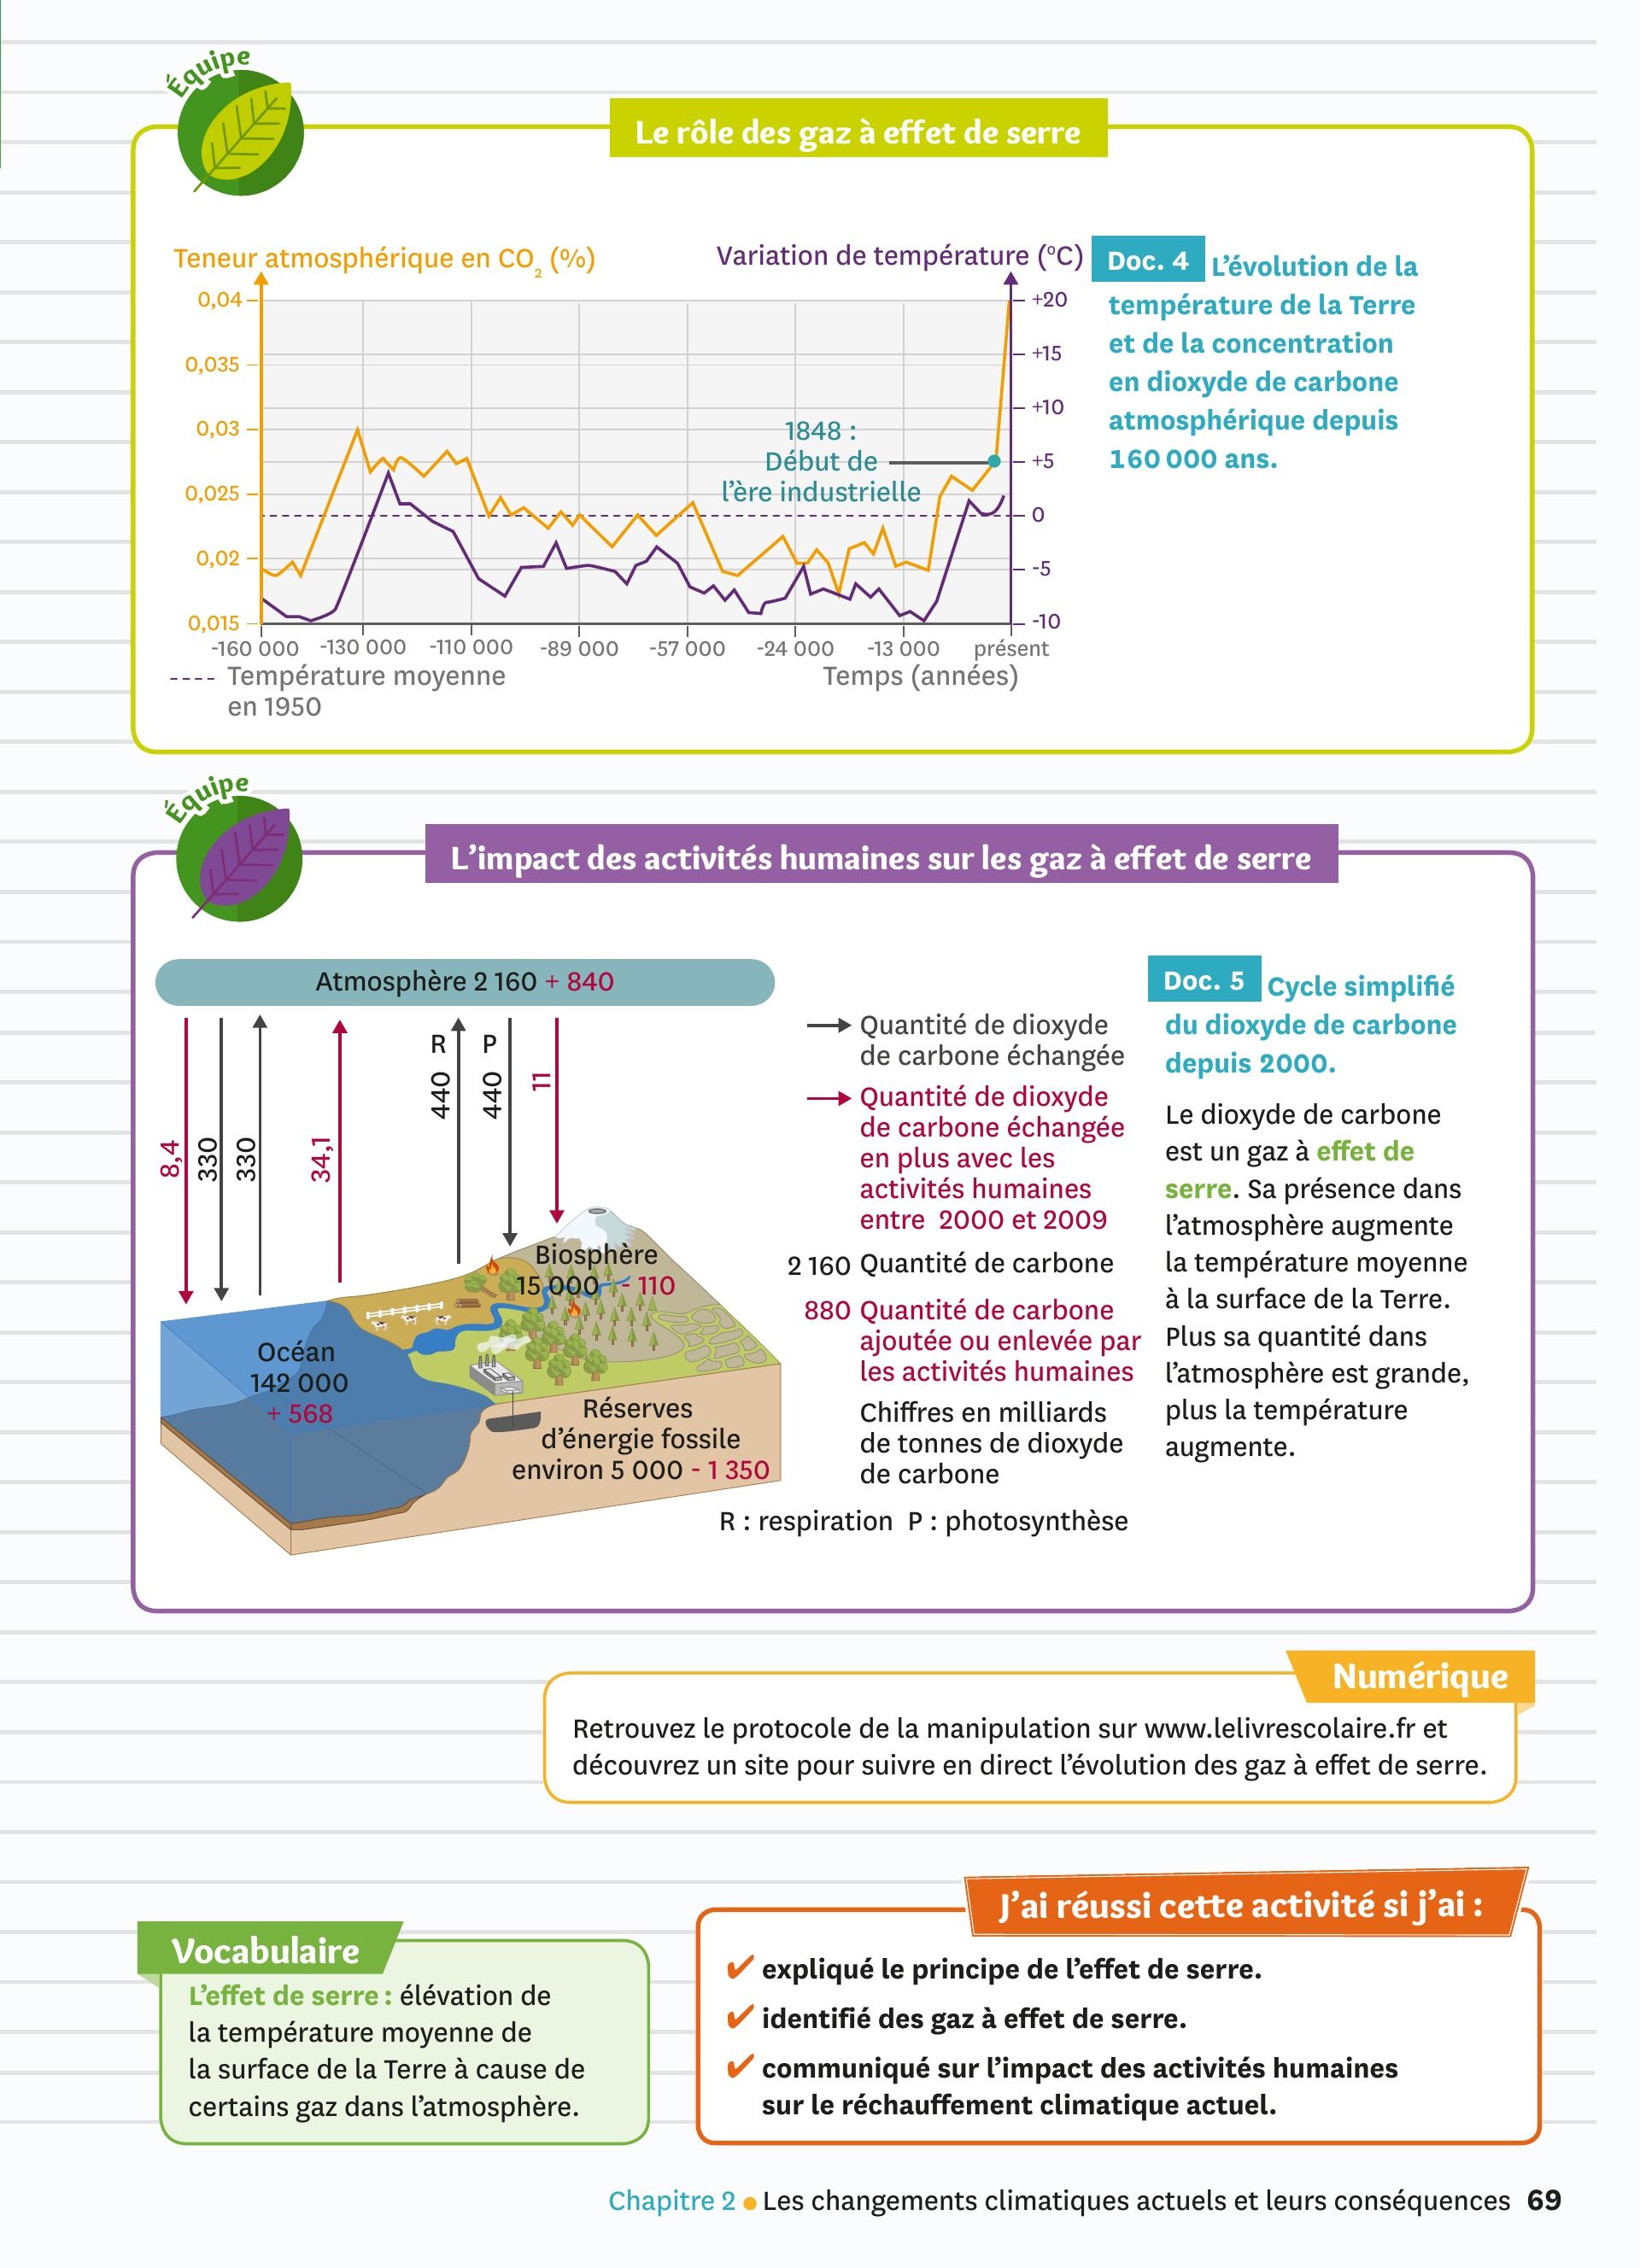 Équipe
Le rôle des gaz à effet de serre
Teneur atmosphérique en CO₂ (%)
Variation de température (°C)
Doc. 4 L'évolution de la
température de la Terre
et de la concentration
en dioxyde de carbone
atmosphérique depuis
160 000 ans.
0,04
0,035
0,03
0,025
0,02
0,015
+20
+15
+10
+5
0
-5
-10
1848 :
Début de
l'ère industrielle
-160 000 -130 000 -110 000 -89 000 -57 000 -24 000 -13 000 présent
Température moyenne
en 1950
Temps (années)
Équipe
L'impact des activités humaines sur les gaz à effet de serre
Atmosphère 2 160 + 840
8,4
330
330
34,1
R
440
P
440
11
Biosphère
15 000 - 110
Océan
142 000
+ 568
Réserves
d'énergie fossile
environ 5 000 - 1 350
Quantité de dioxyde
de carbone échangée
Quantité de dioxyde
de carbone échangée
en plus avec les
activités humaines
entre 2000 et 2009
2 160 Quantité de carbone
880 Quantité de carbone
ajoutée ou enlevée par
les activités humaines
Chiffres en milliards
de tonnes de dioxyde
de carbone
R : respiration P : photosynthèse
Doc. 5 Cycle simplifié
du dioxyde de carbone
depuis 2000.
Le dioxyde de carbone
est un gaz à effet de
serre. Sa présence dans
l'atmosphère augmente
la température moyenne
à la surface de la Terre.
Plus sa quantité dans
l'atmosphère est grande,
plus la température
augmente.
Numérique
Retrouvez le protocole de la manipulation sur www.lelivrescolaire.fr et
découvrez un site pour suivre en direct l'évolution des gaz à effet de serre.
Vocabulaire
L'effet de serre : élévation de
la température moyenne de
la surface de la Terre à cause de
certains gaz dans l'atmosphère.
J'ai réussi cette activité si j'ai :
✔ expliqué le principe de l'effet de serre.
✔ identifié des gaz à effet de serre.
✔ communiqué sur l'impact des activités humaines
sur le réchauffement climatique actuel.
Chapitre 2 ● Les changements climatiques actuels et leurs conséquences 69